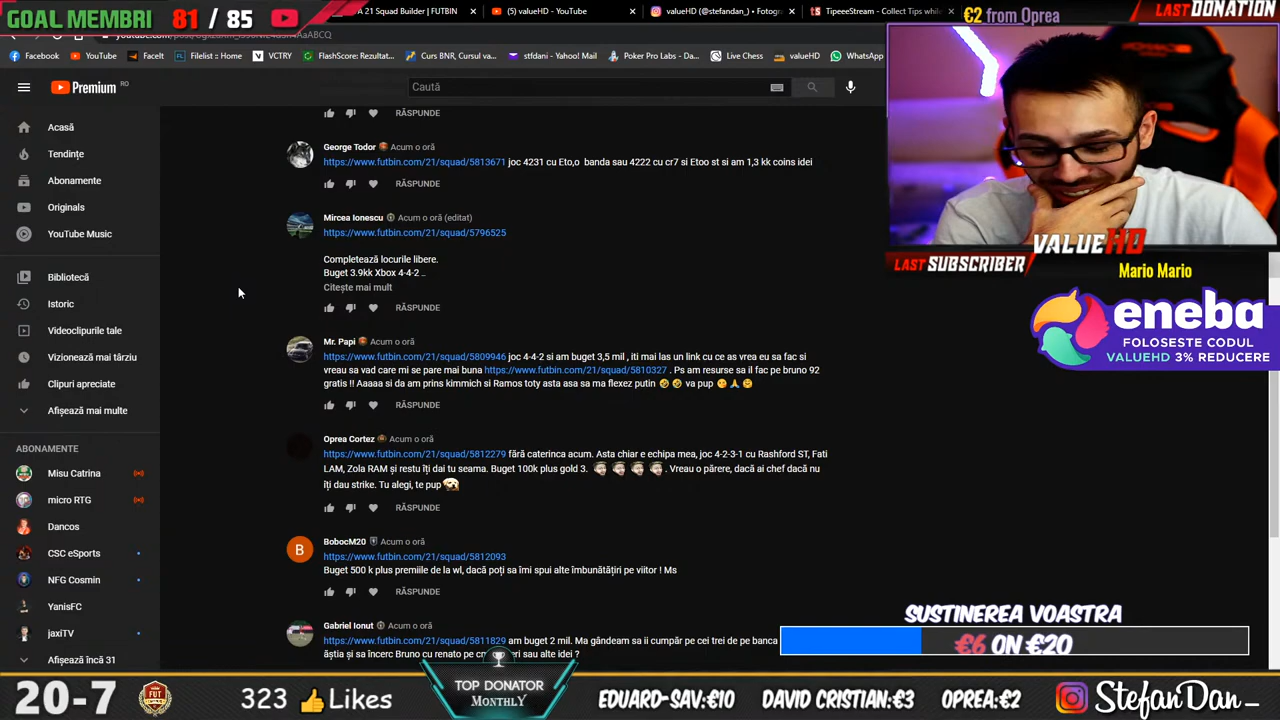 GOAL MEMBRI 81 / 85
A 21 Squad Builder | FUTBIN
(5) valueHD - YouTube
valueHD (@stefandan_) • Fotogr
TipeeeStream - Collect Tips while
€2 from Oprea
LAST DONATION
Facebook
YouTube
FaceIt
Filelist :: Home
VCTRY
FlashScore: Rezultat...
Curs BNR, Cursul va...
stfdani - Yahoo! Mail
Poker Pro Labs - Da...
Live Chess
valueHD
WhatsApp
Premium RO
Caută
Acasă
Tendințe
Abonamente
Originals
YouTube Music
Bibliotecă
Istoric
Videoclipurile tale
Vizionează mai târziu
Clipuri apreciate
Afișează mai multe
ABONAMENTE
Misu Catrina
micro RTG
Dancos
CSC eSports
NFG Cosmin
YanisFC
jaxiTV
Afișează încă 31
RĂSPUNDE
George Todor Acum o oră
https://www.futbin.com/21/squad/5813671 joc 4231 cu Eto,o banda sau 4222 cu cr7 si Etoo st si am 1,3 kk coins idei
RĂSPUNDE
Mircea Ionescu Acum o oră (editat)
https://www.futbin.com/21/squad/5796525
Completează locurile libere.
Buget 3.9kk Xbox 4-4-2 ..
Citește mai mult
RĂSPUNDE
Mr. Papi Acum o oră
https://www.futbin.com/21/squad/5809946 joc 4-4-2 si am buget 3,5 mil , iti mai las un link cu ce as vrea eu sa fac si
vreau sa vad care mi se pare mai buna https://www.futbin.com/21/squad/5810327 . Ps am resurse sa il fac pe bruno 92
gratis !! Aaaaa si da am prins kimmich si Ramos toty asta asa sa ma flexez putin 🤣 🤣 va pup 😘 🙏 🤗
RĂSPUNDE
Oprea Cortez Acum o oră
https://www.futbin.com/21/squad/5812279 fără caterinca acum. Asta chiar e echipa mea, joc 4-2-3-1 cu Rashford ST, Fati
LAM, Zola RAM și restu îți dai tu seama. Buget 100k plus gold 3. . Vreau o părere, dacă ai chef dacă nu
îți dau strike. Tu alegi, te pup
RĂSPUNDE
B
BobocM20 Acum o oră
https://www.futbin.com/21/squad/5812093
Buget 500 k plus premiile de la wl, dacă poți sa îmi spui alte îmbunătățiri pe viitor ! Ms
RĂSPUNDE
Gabriel Ionut Acum o oră
https://www.futbin.com/21/squad/5811829 am buget 2 mil. Ma gândeam sa ii cumpăr pe cei trei de pe banca
ăștia și sa încerc Bruno cu renato pe sau alte idei ?
VALUEHD
LAST SUBSCRIBER
Mario Mario
eneba
FOLOSESTE CODUL
VALUEHD 3% REDUCERE
SUSTINEREA VOASTRA
€6 ON €20
20-7
FUT
323 👍 Likes
TOP DONATOR
MONTHLY
EDUARD-SAV:€10
DAVID CRISTIAN:€3
OPREA:€2
StefanDan_